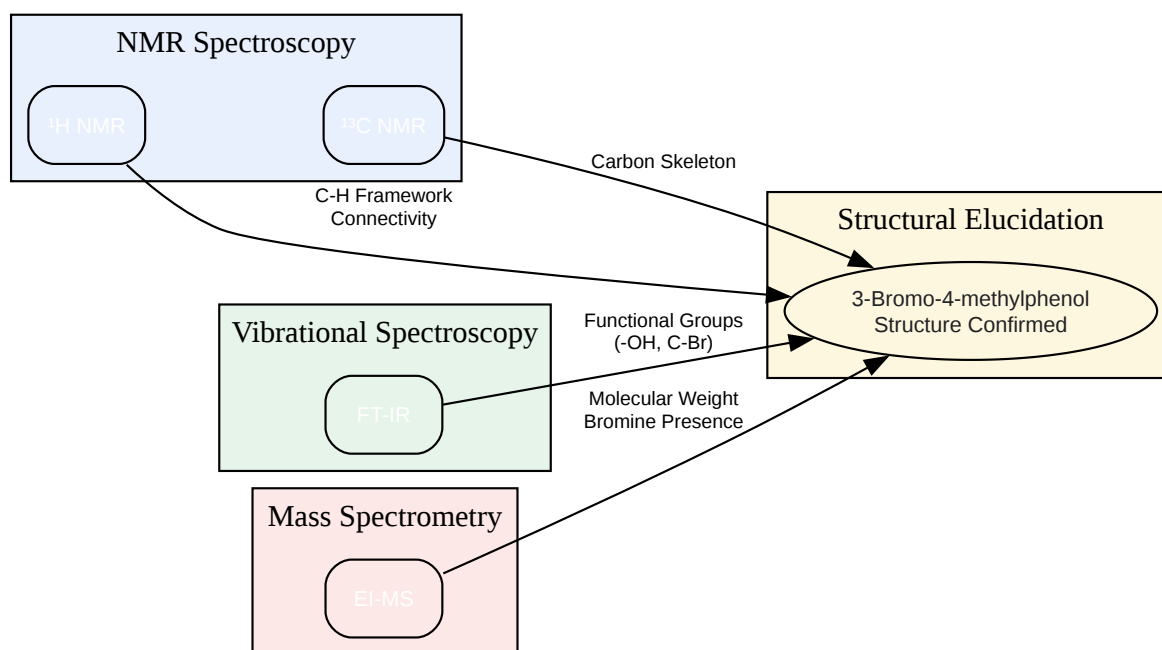 NMR Spectroscopy
¹H NMR
¹³C NMR
Carbon Skeleton
C-H Framework
Connectivity
Structural Elucidation
3-Bromo-4-methylphenol
Structure Confirmed
Vibrational Spectroscopy
FT-IR
Functional Groups
(-OH, C-Br)
Molecular Weight
Bromine Presence
Mass Spectrometry
EI-MS